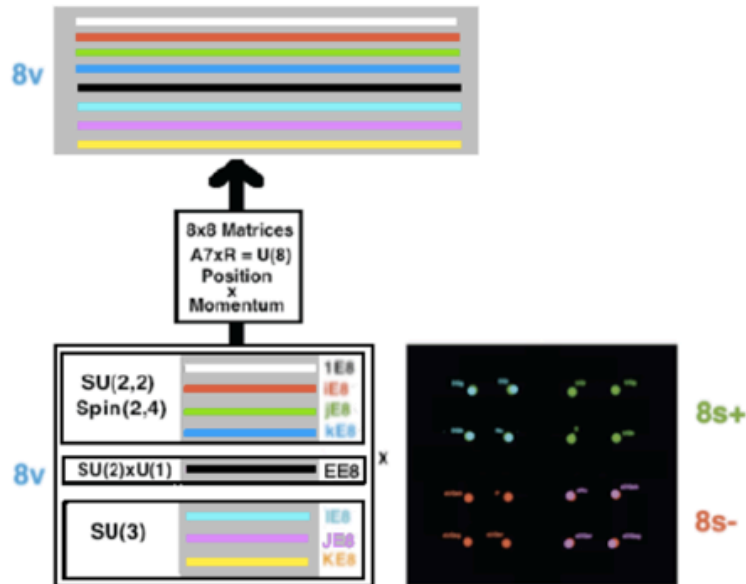 8v
8x8 Matrices
A7xR = U(8)
Position
x
Momentum
SU(2,2)
Spin(2,4)
1E8
iE8
jE8
kE8
8v
SU(2)xU(1)
EE8
SU(3)
IE8
JE8
KE8
x
8s+
8s-